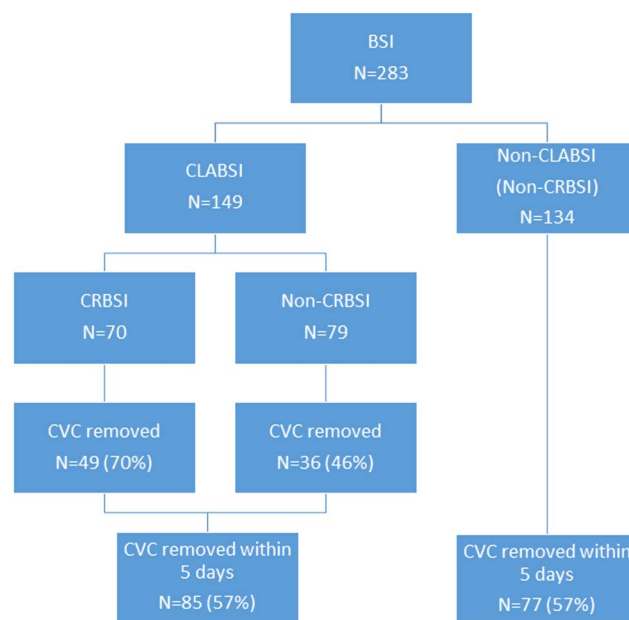 BSI
N=283
CLABSI
N=149
Non-CLABSI
(Non-CRBSI)
N=134
CRBSI
N=70
Non-CRBSI
N=79
CVC removed
N=49 (70%)
CVC removed
N=36 (46%)
CVC removed within
5 days
N=85 (57%)
CVC removed within
5 days
N=77 (57%)